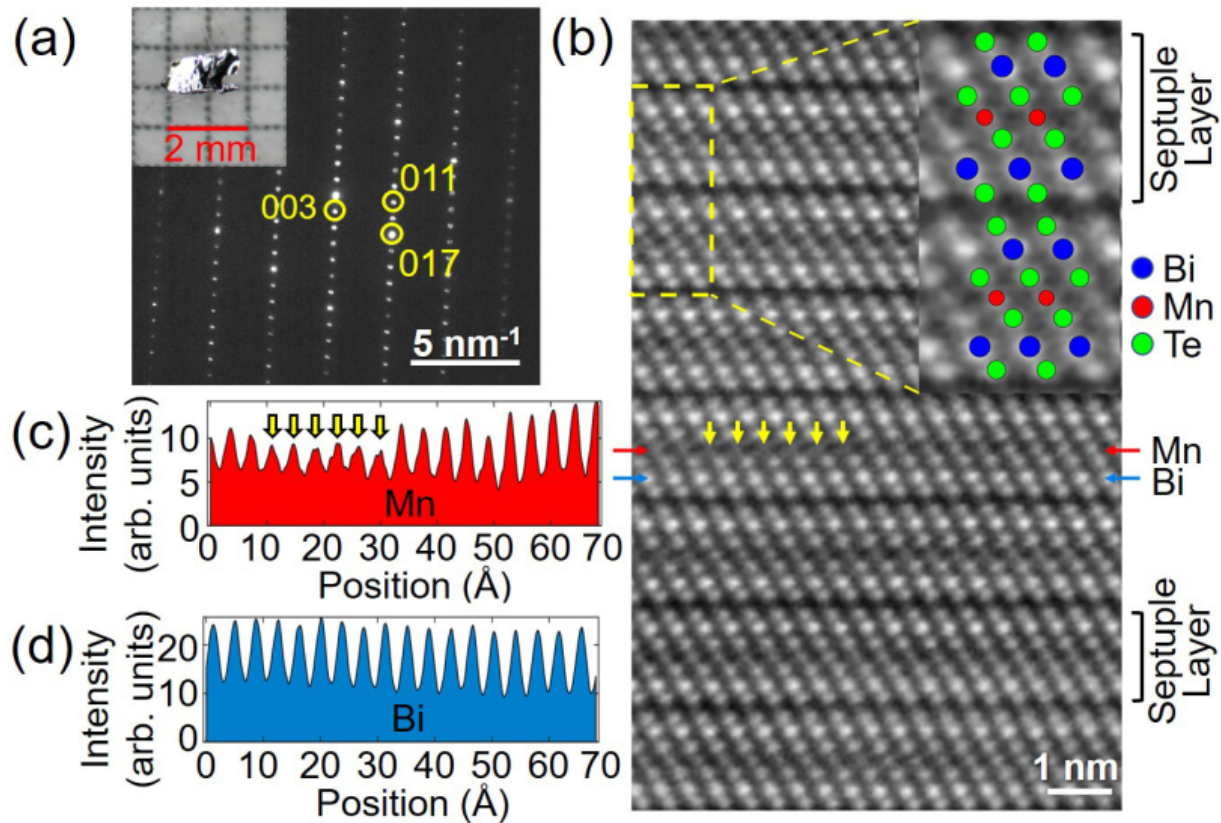 (a)
2 mm
003
011
017
5 nm⁻¹
(b)
Septuple
Layer
Bi
Mn
Te
Mn
Bi
Septuple
Layer
1 nm
(c)
Intensity
(arb. units)
10
5
0
Mn
0 10 20 30 40 50 60 70
Position (Å)
(d)
Intensity
(arb. units)
20
10
0
Bi
0 10 20 30 40 50 60 70
Position (Å)